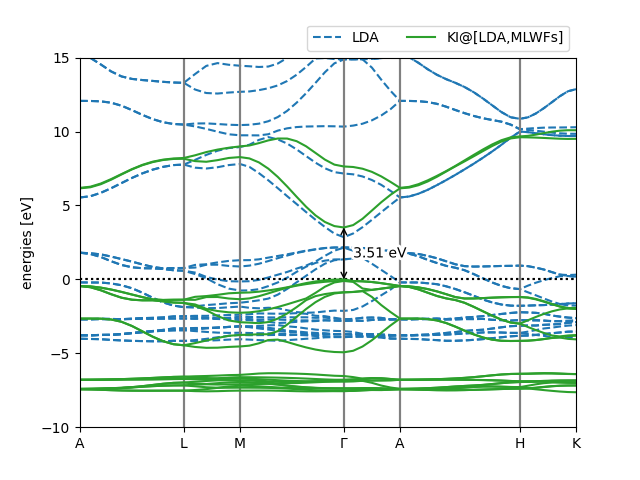 LDA
KI@[LDA,MLWFs]
energies [eV]
15
10
5
0
−5
−10
3.51 eV
A L M Γ A H K